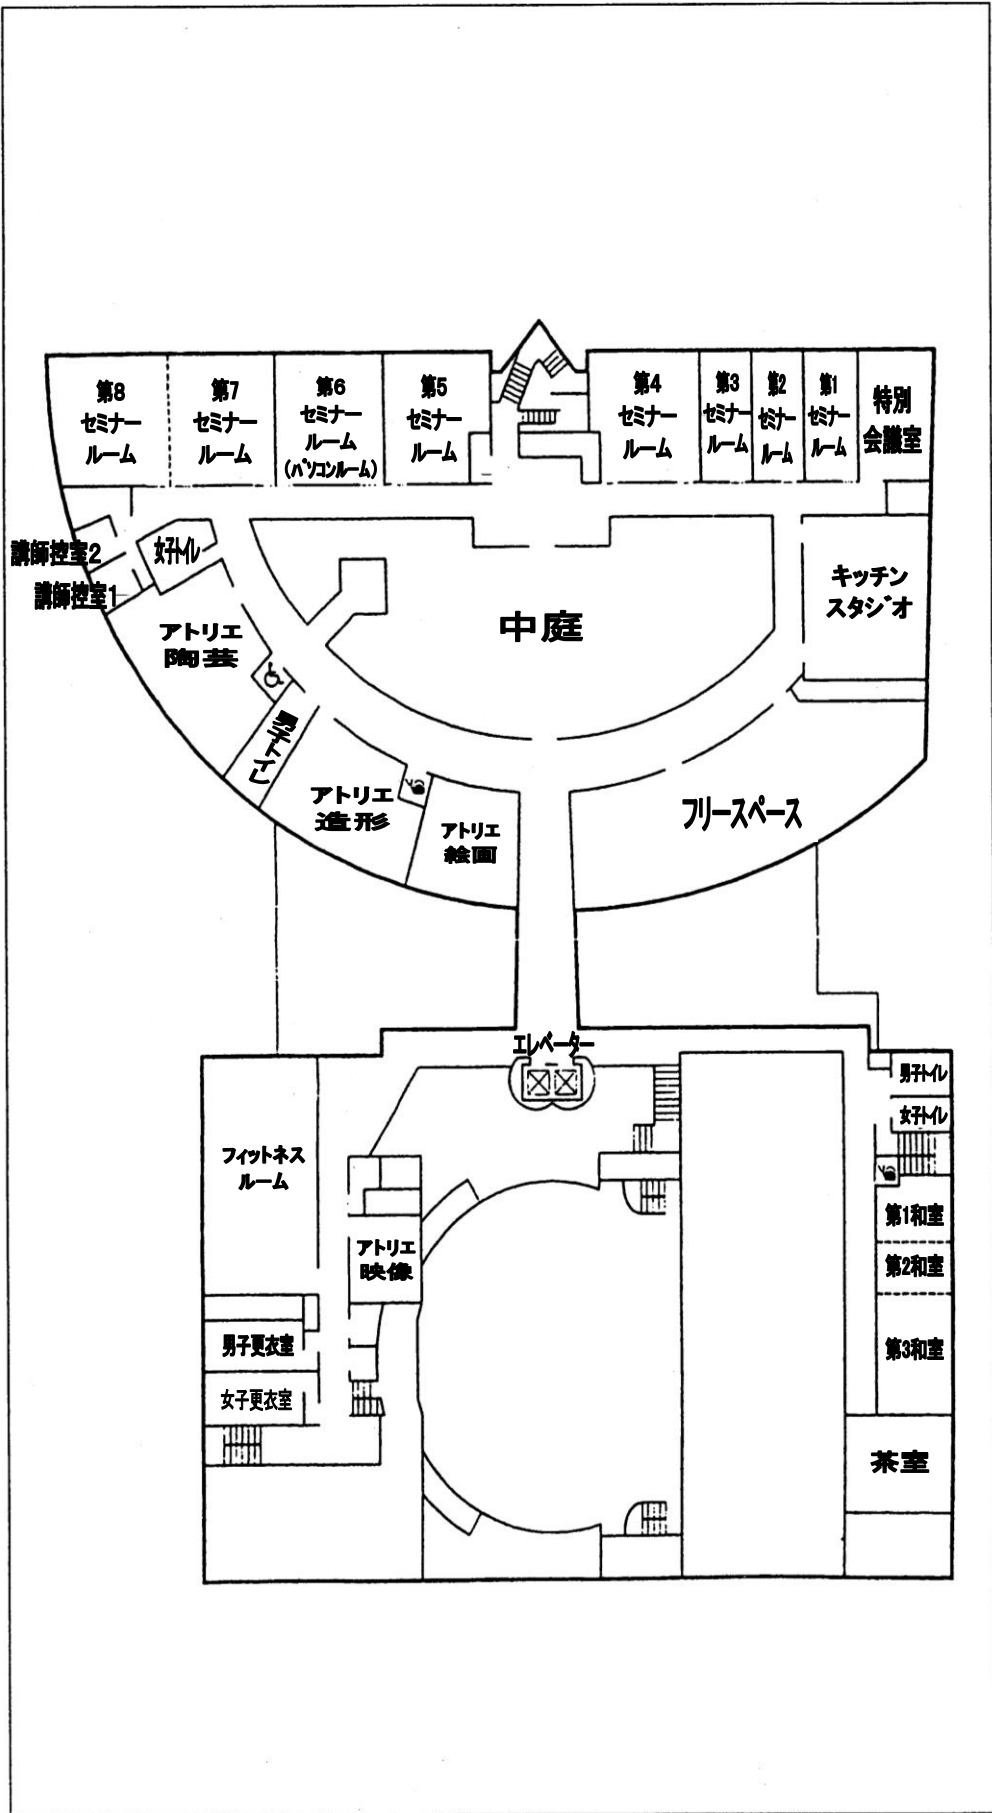 第8
セミナー
ルーム
第7
セミナー
ルーム
第6
セミナー
ルーム
(パソコンルーム)
第5
セミナー
ルーム
第4
セミナー
ルーム
第3
セミナー
ルーム
第2
セミナー
ルーム
第1
セミナー
ルーム
特別
会議室
講師控室2
講師控室1
女子トイレ
アトリエ
陶芸
男子トイレ
中庭
キッチン
スタジオ
アトリエ
造形
アトリエ
絵画
フリースペース
エレベーター
男子トイレ
女子トイレ
フィットネス
ルーム
アトリエ
映像
第1和室
第2和室
第3和室
男子更衣室
女子更衣室
茶室